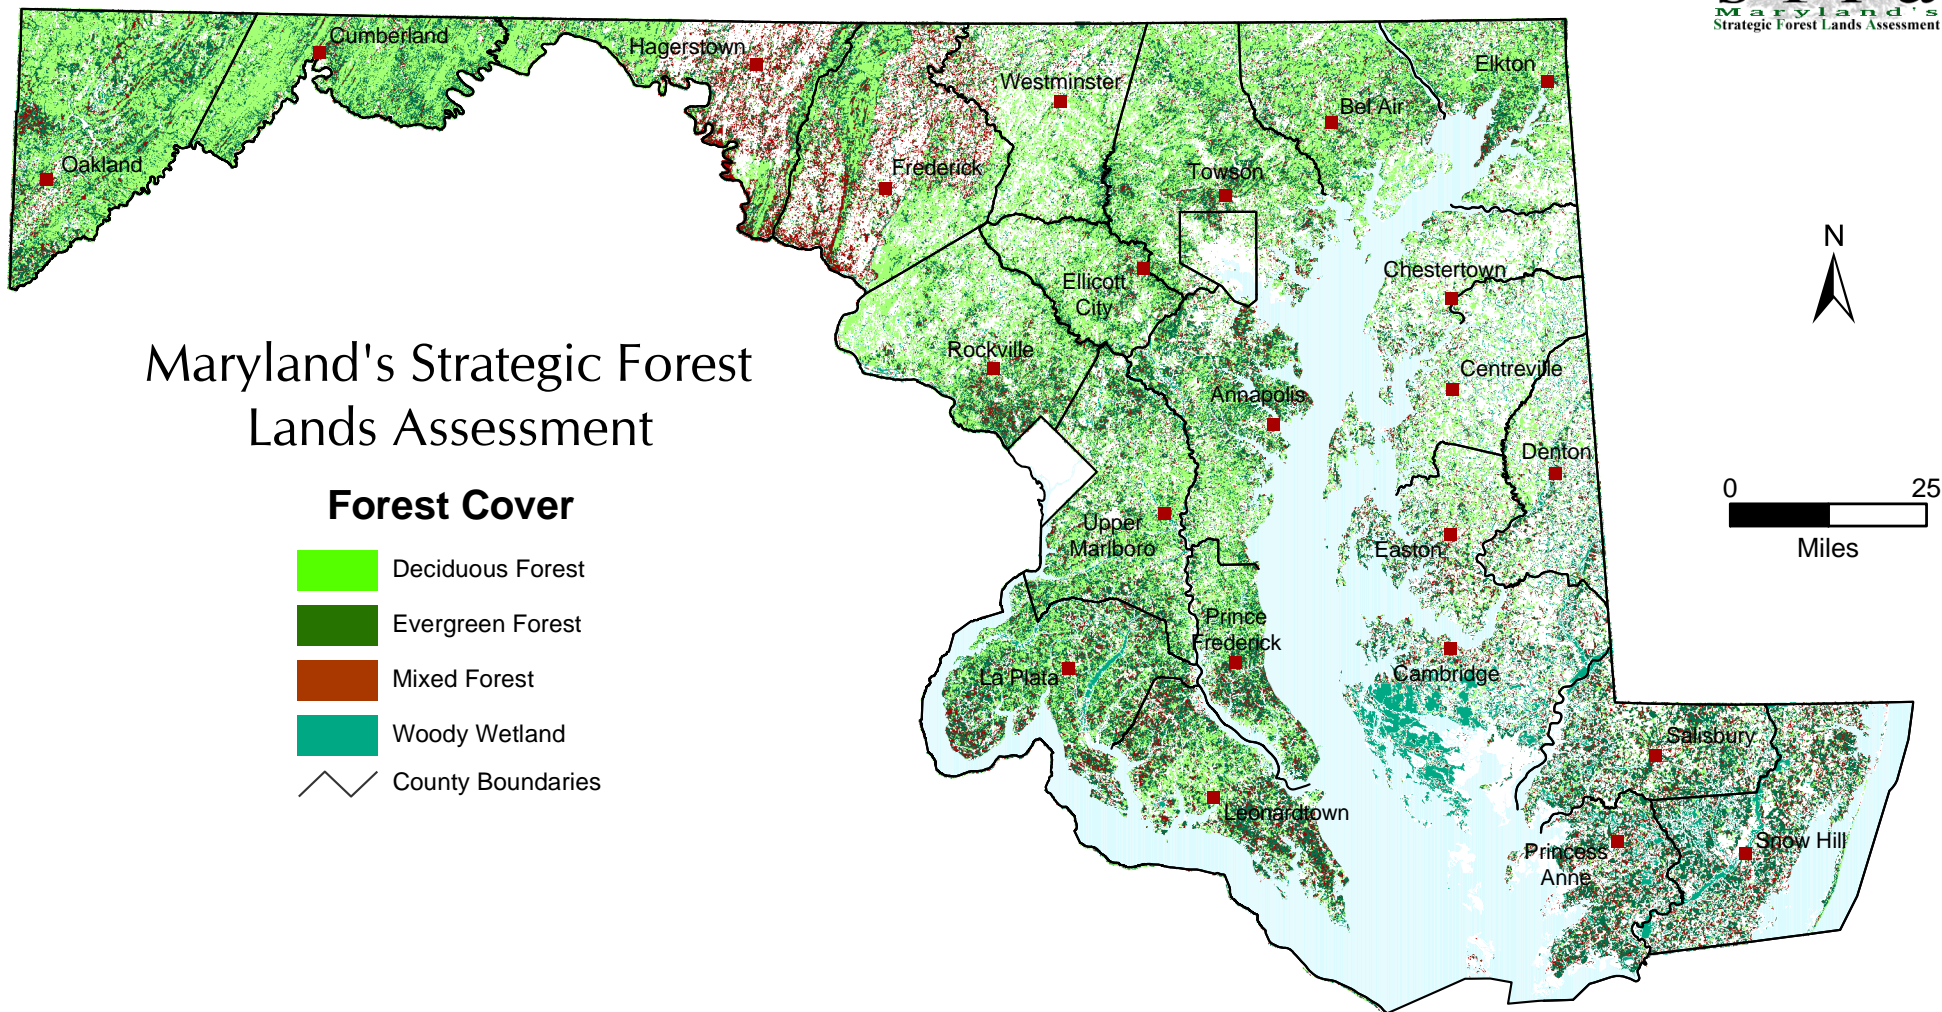 Maryland's
Strategic Forest Lands Assessment
Cumberland
Hagerstown
Westminster
Elkton
Bel Air
Oakland
Frederick
Towson
N
Chestertown
Ellicott
City
Maryland's Strategic Forest
Lands Assessment
Rockville
Centreville
Annapolis
Denton
0 25
Miles
Forest Cover
Upper
Marlboro
Easton
Deciduous Forest
Evergreen Forest
Prince
Frederick
Mixed Forest
La Plata
Cambridge
Woody Wetland
Salisbury
County Boundaries
Leonardtown
Snow Hill
Princess
Anne